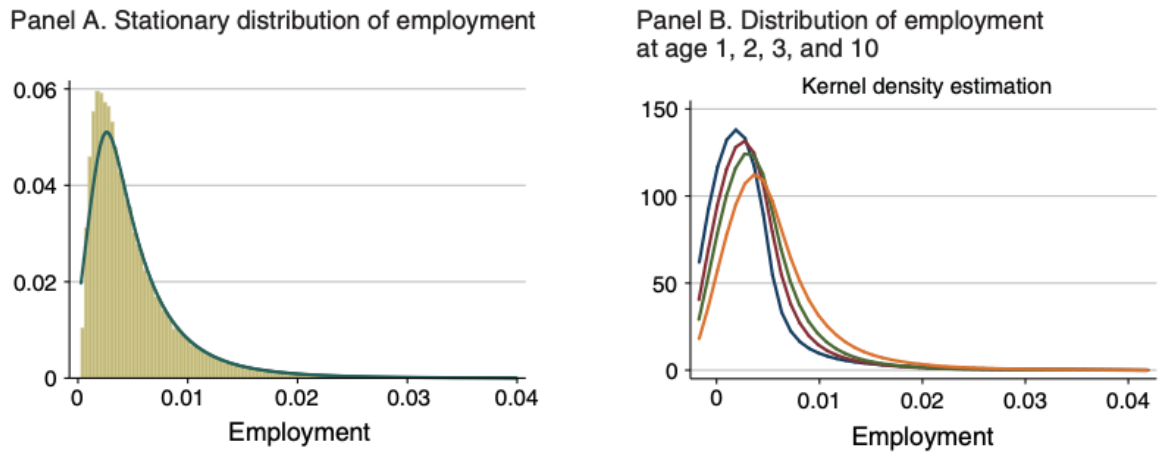 Panel A. Stationary distribution of employment
0.06
0.04
0.02
0
0 0.01 0.02 0.03 0.04
Employment
Panel B. Distribution of employment
at age 1, 2, 3, and 10
Kernel density estimation
150
100
50
0
0 0.01 0.02 0.03 0.04
Employment